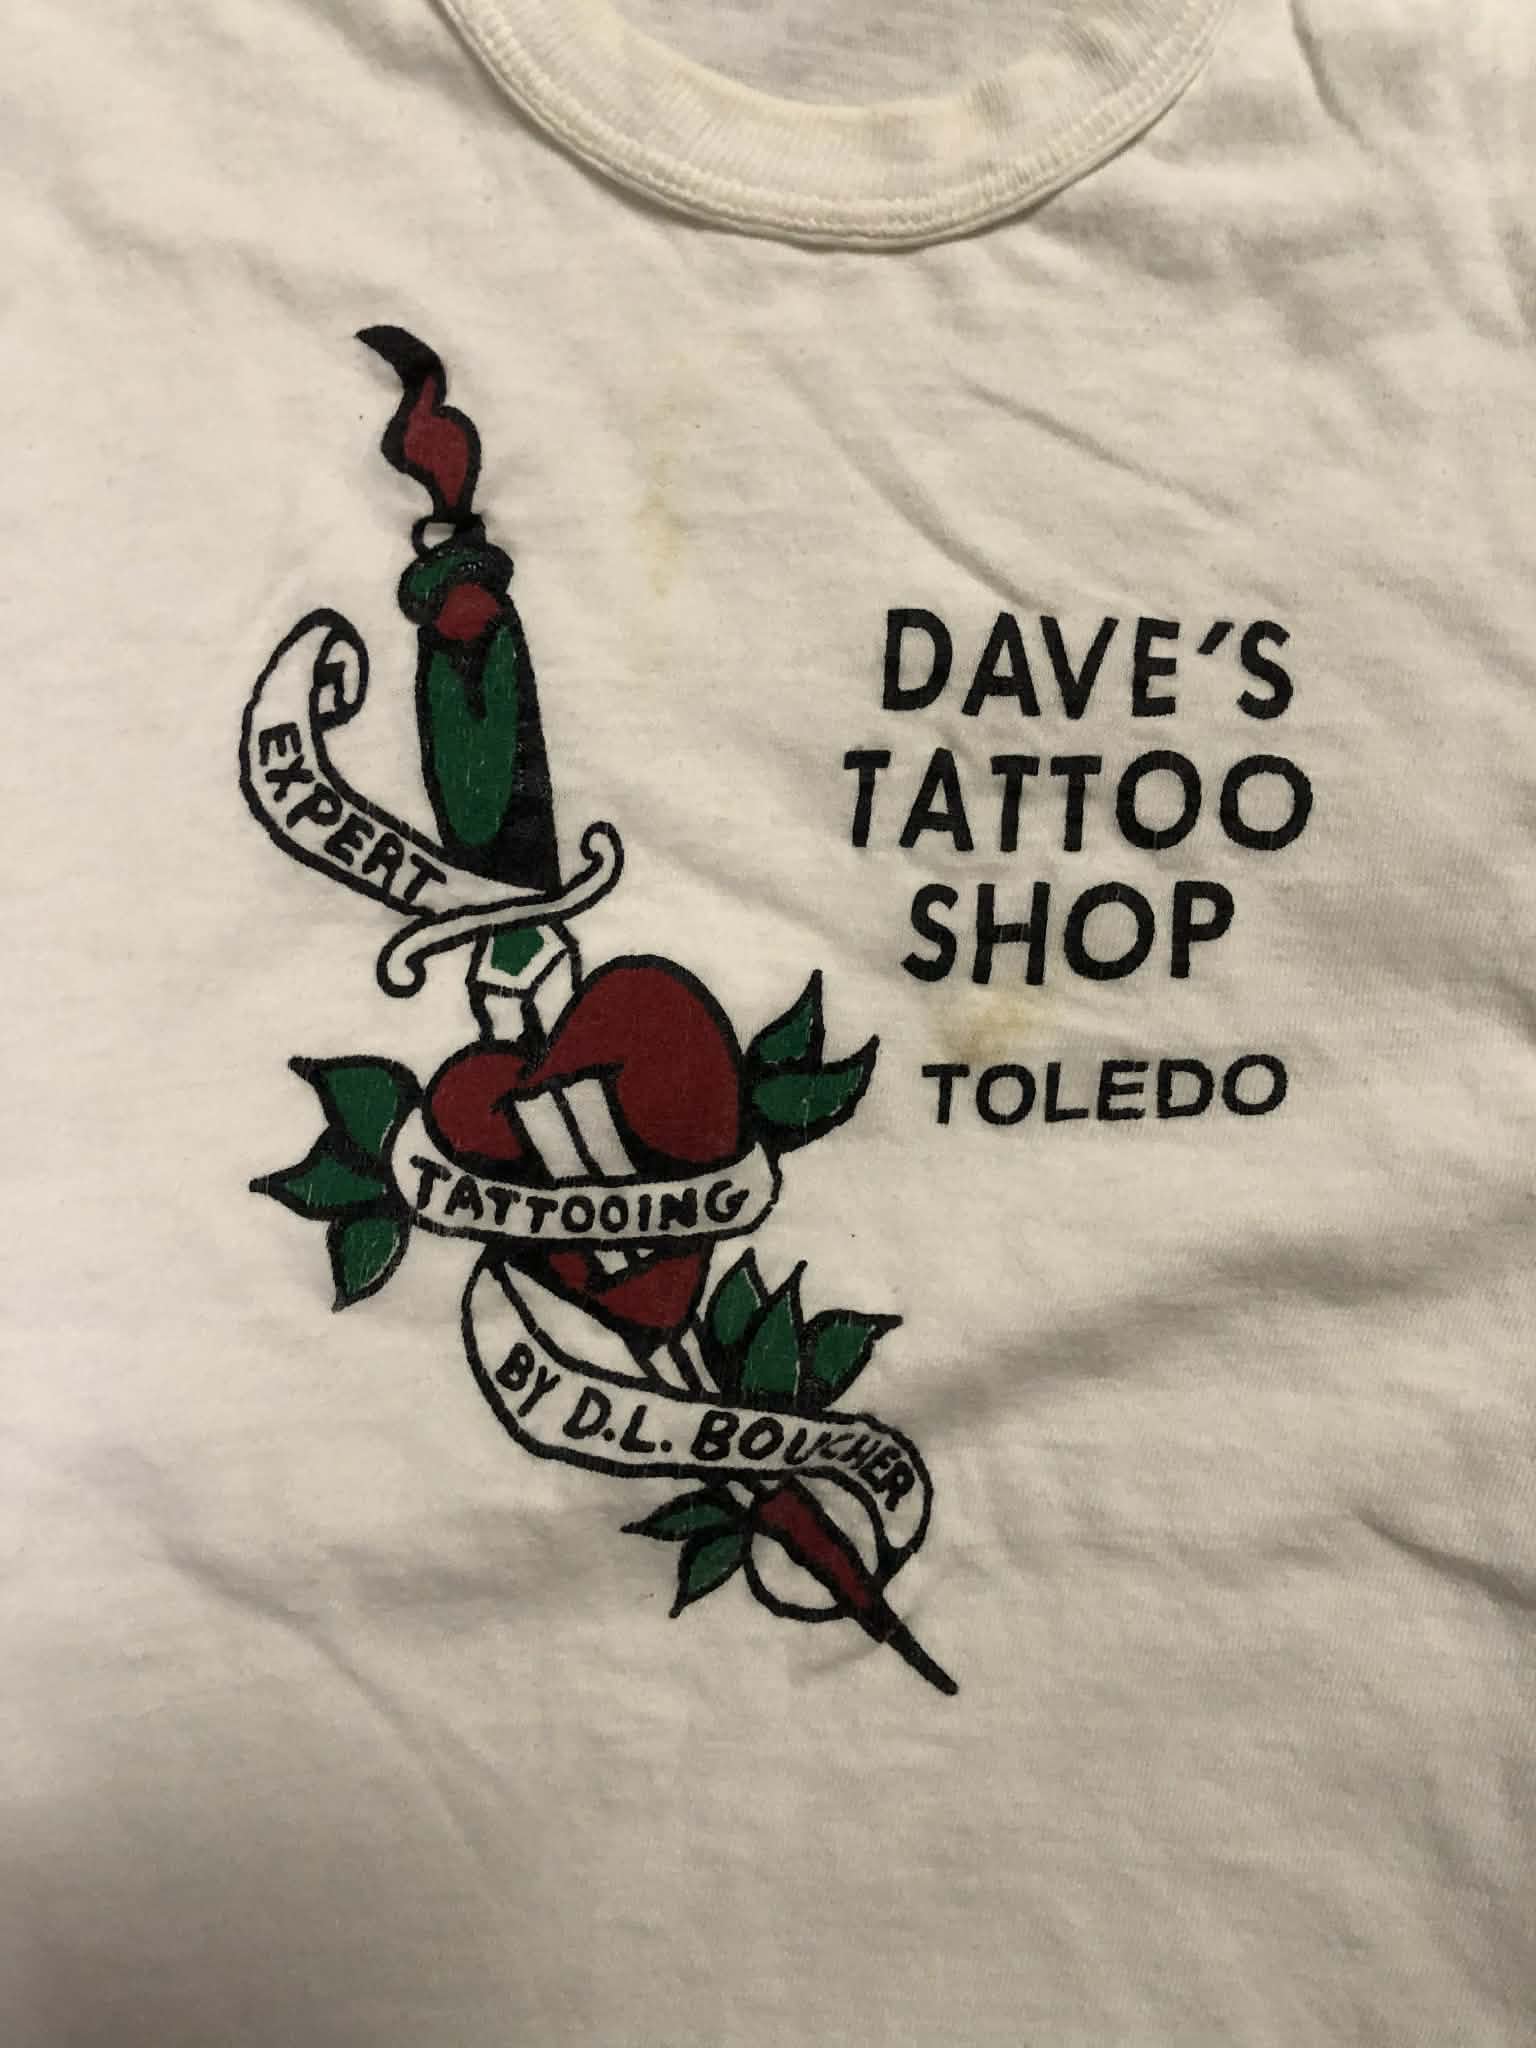 DAVE'S
TATTOO
SHOP
TOLEDO
EXPERT
TATTOOING
BY D.L. BOUCHER